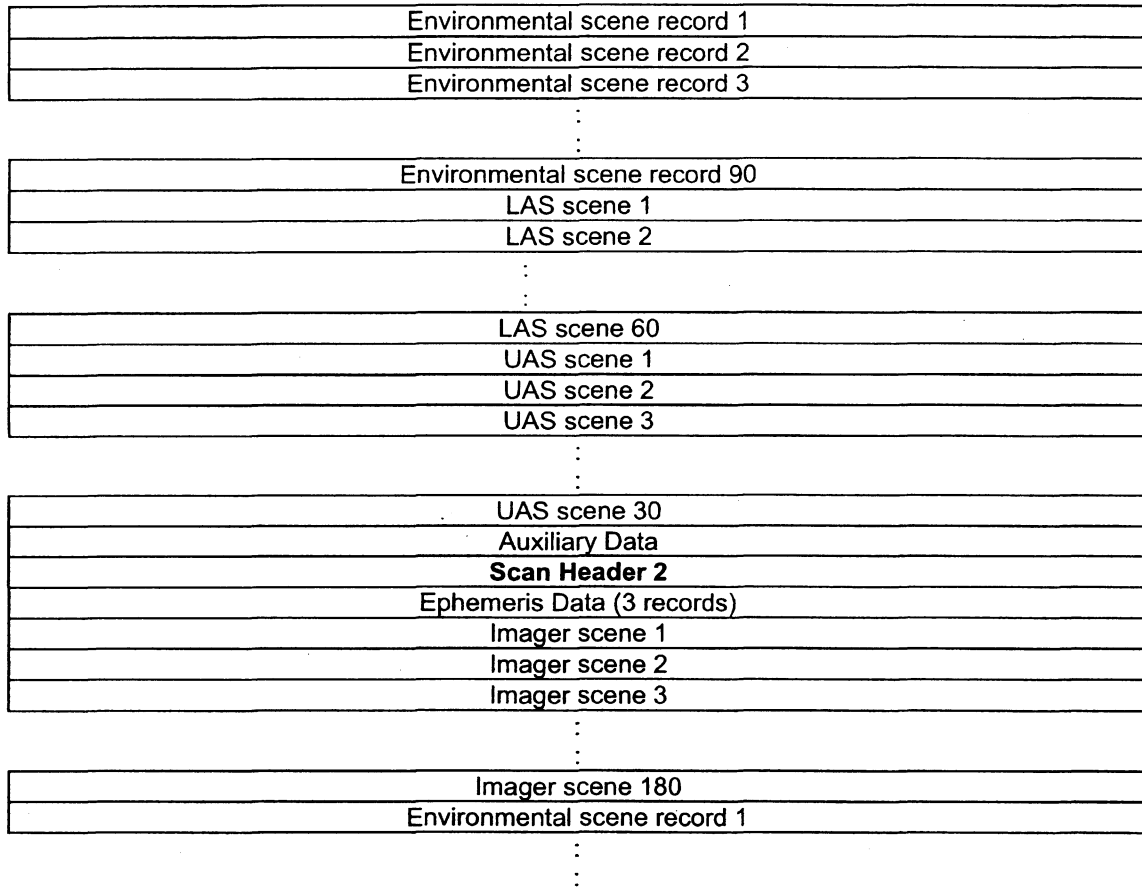 Environmental scene record 1
Environmental scene record 2
Environmental scene record 3
:
:
Environmental scene record 90
LAS scene 1
LAS scene 2
:
:
LAS scene 60
UAS scene 1
UAS scene 2
UAS scene 3
:
:
UAS scene 30
Auxiliary Data
Scan Header 2
Ephemeris Data (3 records)
Imager scene 1
Imager scene 2
Imager scene 3
:
:
Imager scene 180
Environmental scene record 1
:
: